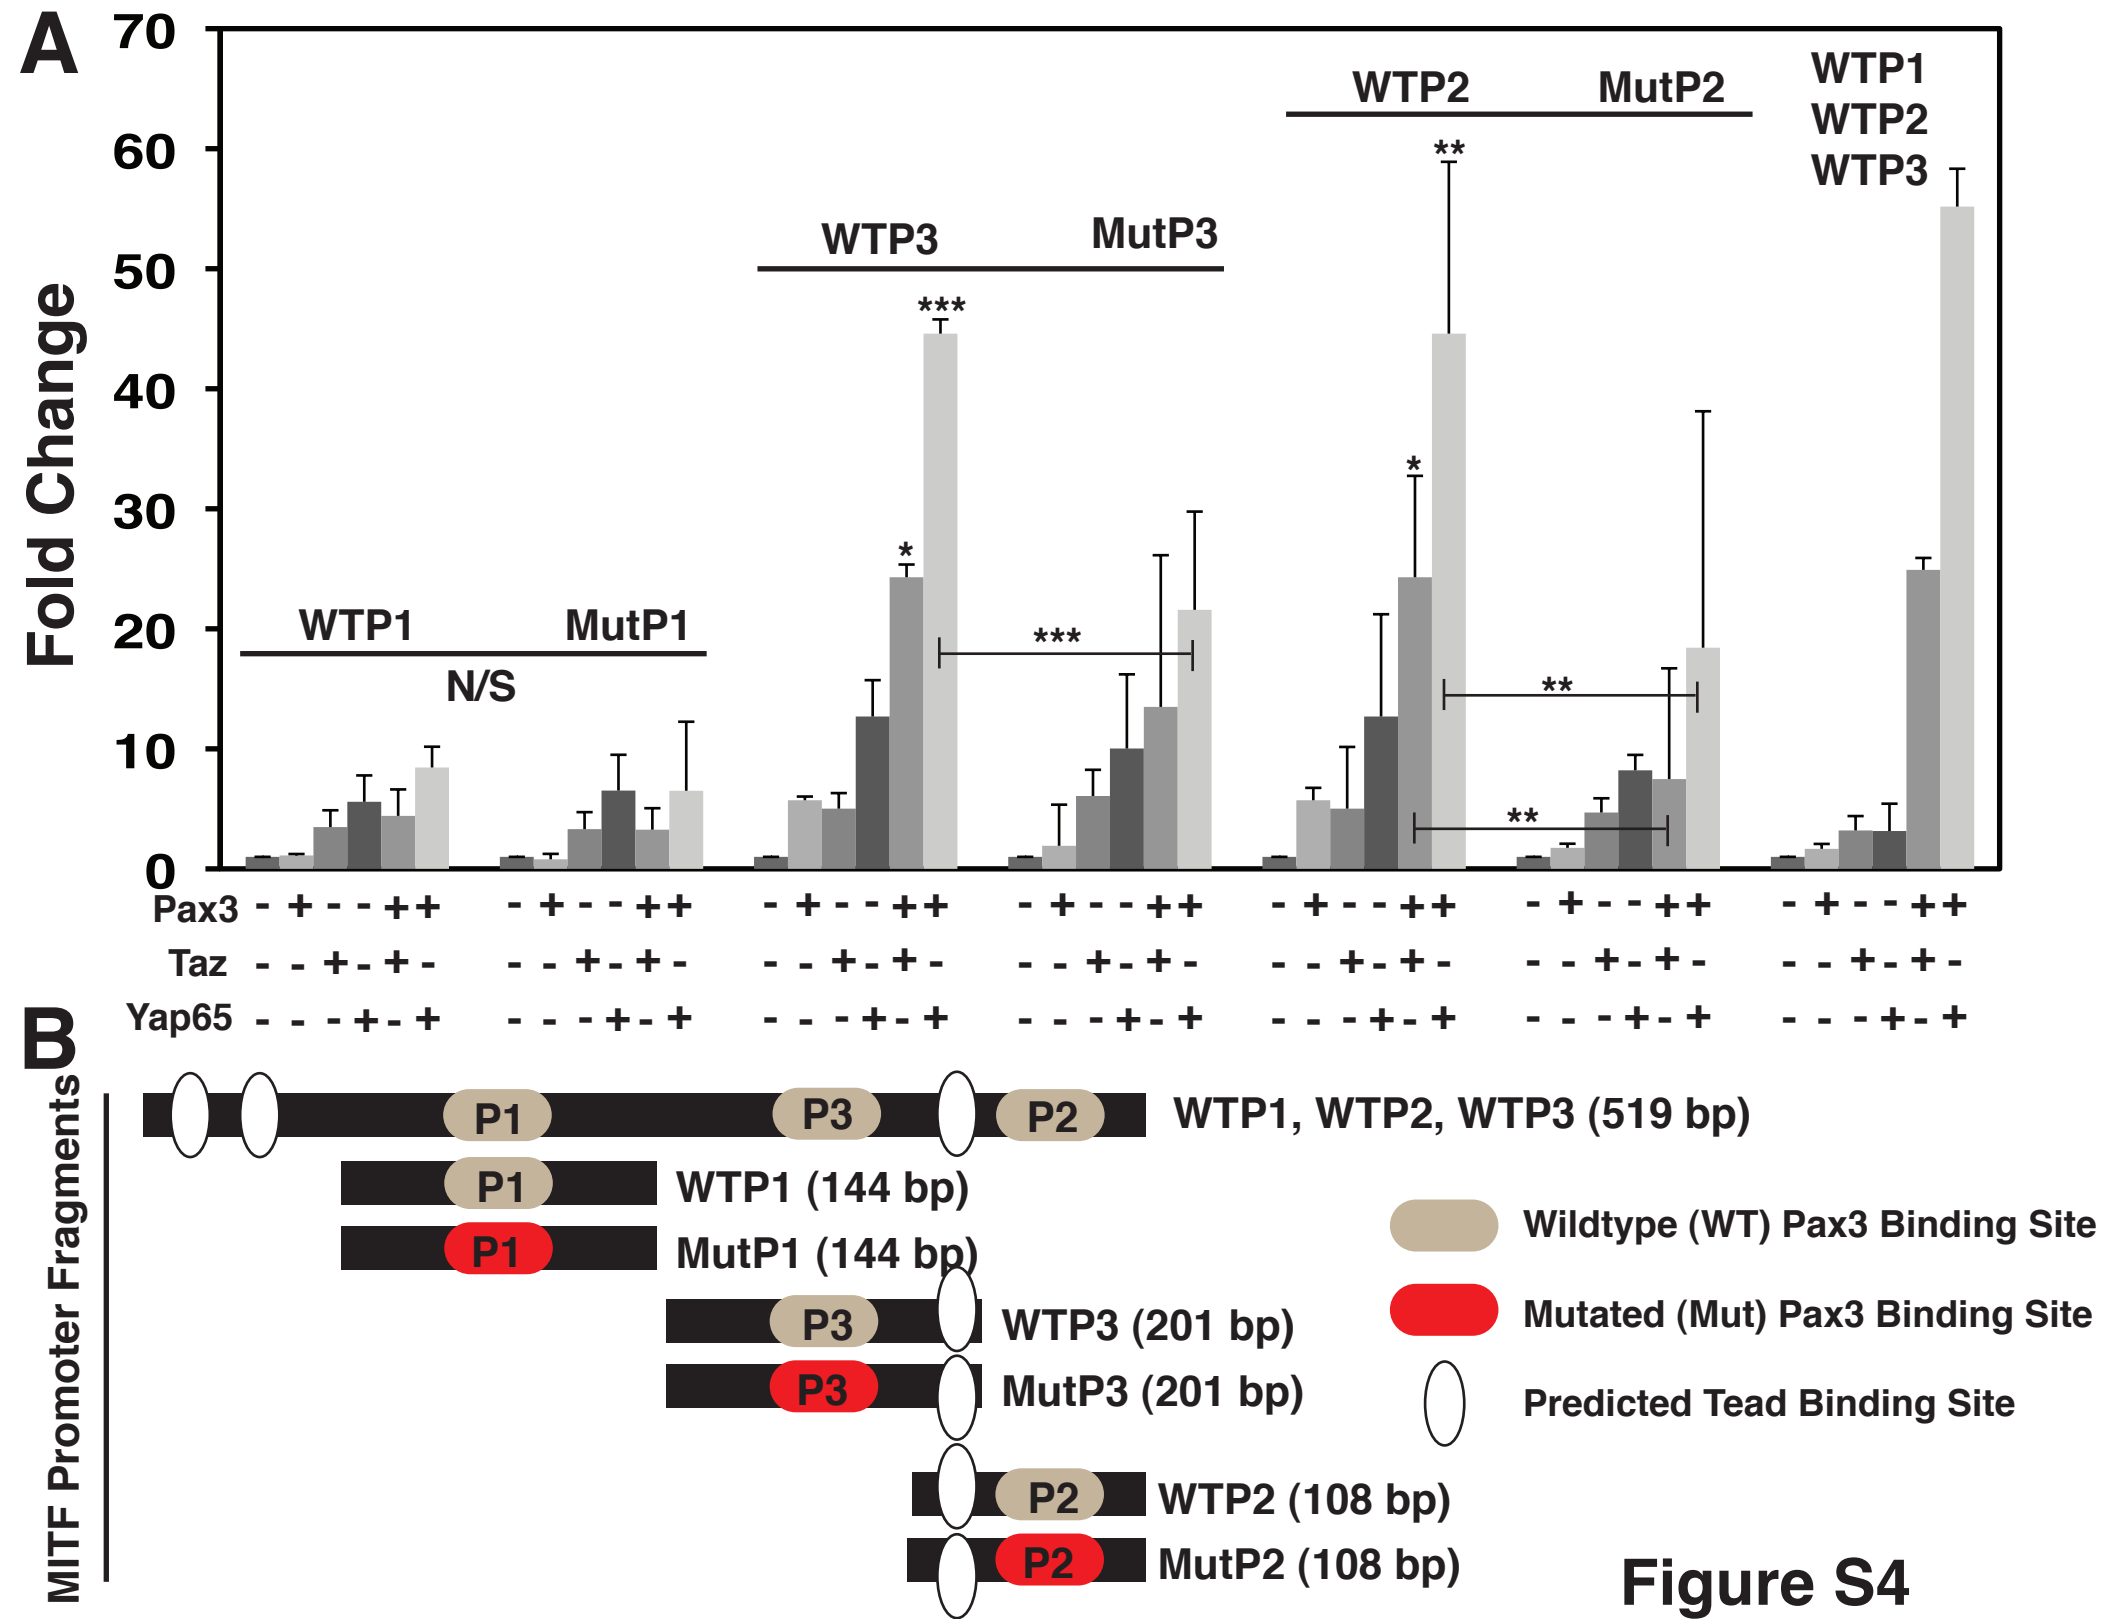 A
70
60
50
40
30
20
10
0
Fold Change
WTP1 MutP1
N/S
WTP3 MutP3
***
*
***
WTP2 MutP2
**
*
**
**
WTP1
WTP2
WTP3
Pax3 - + - - + + - + - - + + - + - - + + - + - - + + - + - - + + - + - - + + - + - - + +
Taz - - + - + - - - + - + - - - + - + - - - + - + - - - + - + - - - + - + - - - + - + -
Yap65 - - - + - + - - - + - + - - - + - + - - - + - + - - - + - + - - - + - + - - - + - +
B
MITF Promoter Fragments
P1 P3 P2 WTP1, WTP2, WTP3 (519 bp)
P1 WTP1 (144 bp)
P1 MutP1 (144 bp)
P3 WTP3 (201 bp)
P3 MutP3 (201 bp)
P2 WTP2 (108 bp)
P2 MutP2 (108 bp)
Wildtype (WT) Pax3 Binding Site
Mutated (Mut) Pax3 Binding Site
Predicted Tead Binding Site
Figure S4